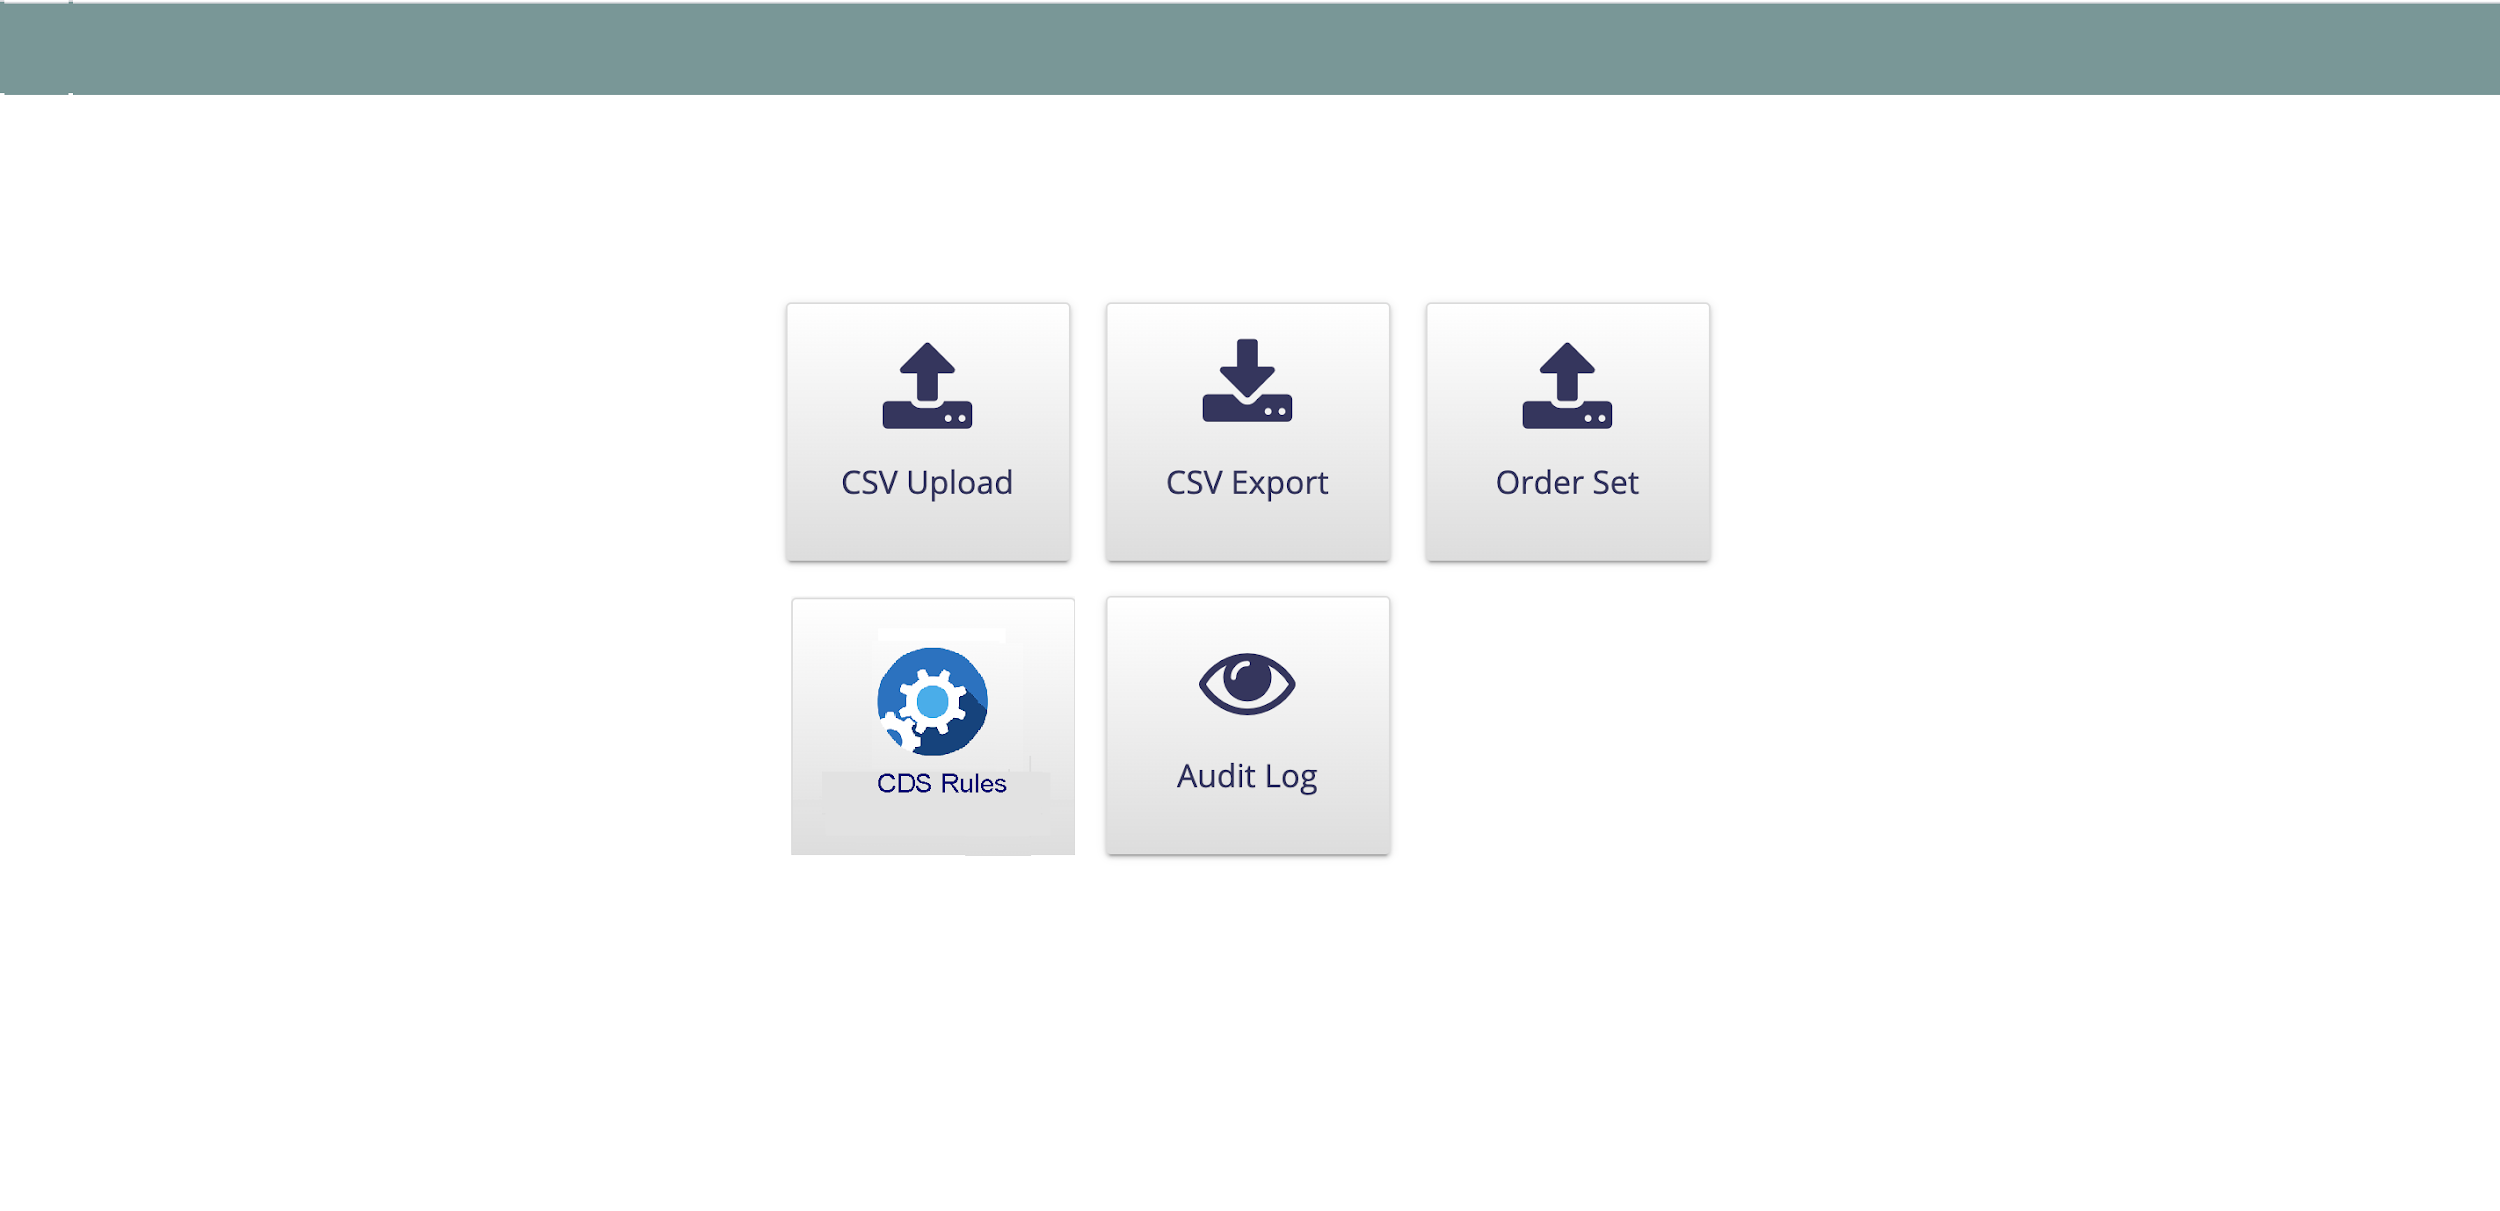 CSV Upload
CSV Export
Order Set
CDS Rules
Audit Log